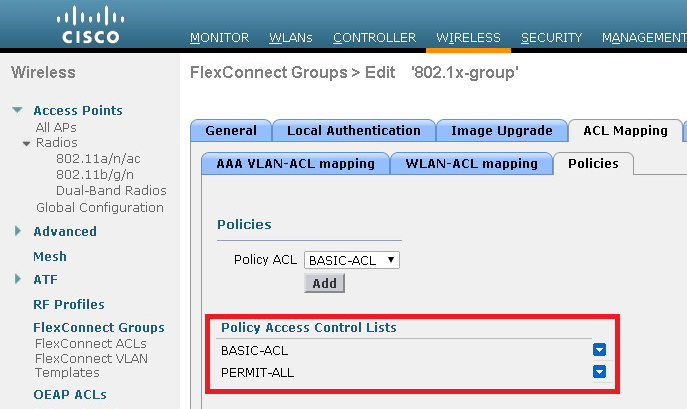 CISCO
MONITOR WLANs CONTROLLER WIRELESS SECURITY MANAGEMENT
Wireless
Access Points
All APs
Radios
802.11a/n/ac
802.11b/g/n
Dual-Band Radios
Global Configuration
Advanced
Mesh
ATF
RF Profiles
FlexConnect Groups
FlexConnect ACLs
FlexConnect VLAN
Templates
OEAP ACLs
FlexConnect Groups > Edit '802.1x-group'
General Local Authentication Image Upgrade ACL Mapping
AAA VLAN-ACL mapping WLAN-ACL mapping Policies
Policies
Policy ACL BASIC-ACL
Add
Policy Access Control Lists
BASIC-ACL
PERMIT-ALL